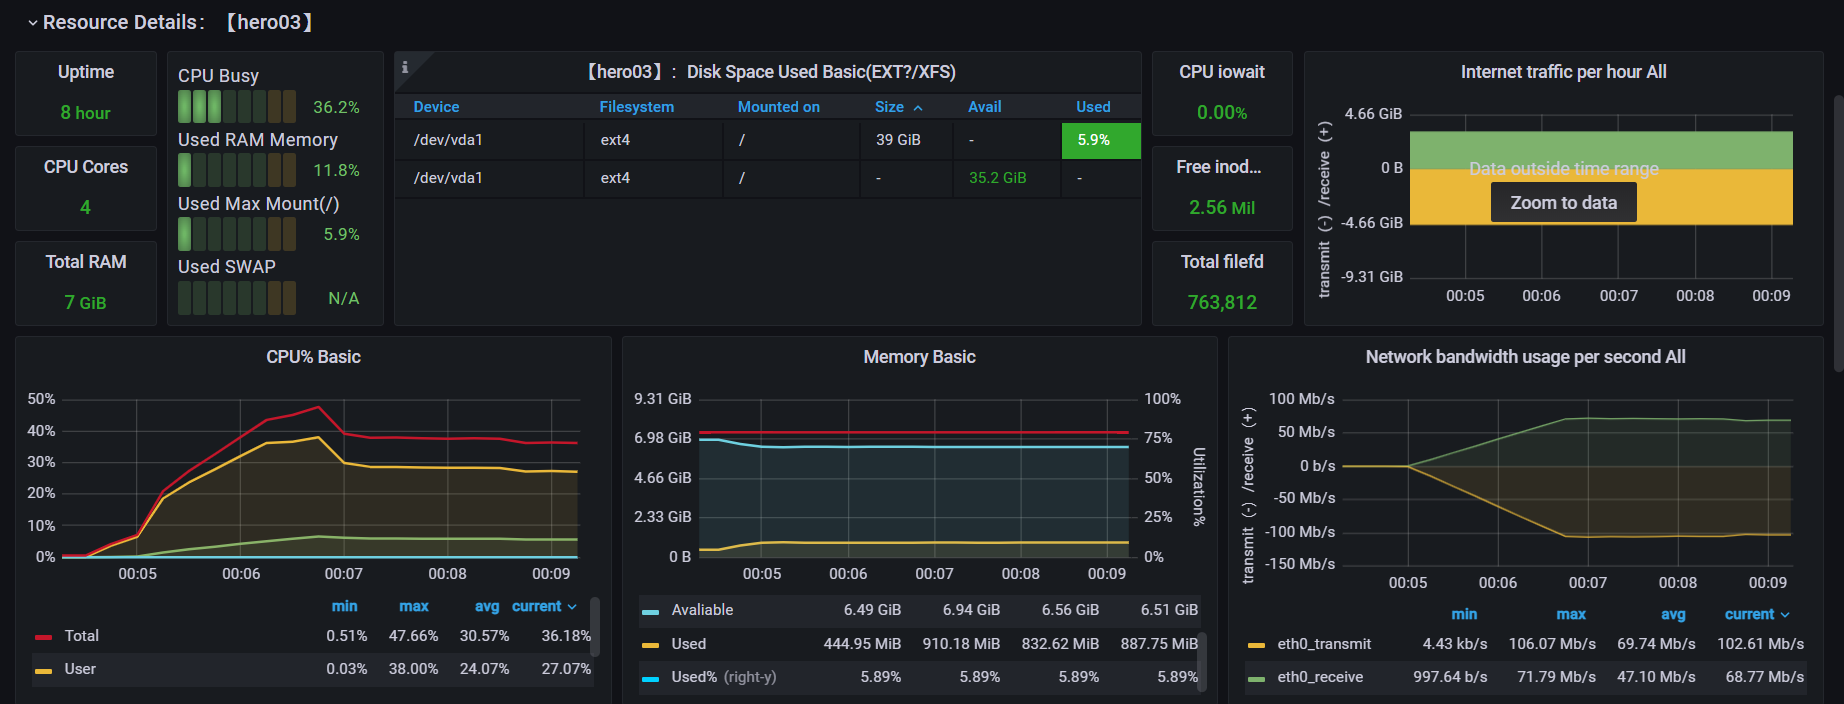 Resource Details： 【hero03】
Uptime
8 hour
CPU Cores
4
Total RAM
7 GiB
CPU Busy
36.2%
Used RAM Memory
11.8%
Used Max Mount(/)
5.9%
Used SWAP
N/A
i
【hero03】：Disk Space Used Basic(EXT?/XFS)
Device Filesystem Mounted on Size Avail Used
/dev/vda1 ext4 / 39 GiB - 5.9%
/dev/vda1 ext4 / - 35.2 GiB -
CPU iowait
0.00%
Free inod...
2.56 Mil
Total filefd
763,812
Internet traffic per hour All
transmit（-）/receive（+）
4.66 GiB
0 B
-4.66 GiB
-9.31 GiB
Data outside time range
Zoom to data
00:05 00:06 00:07 00:08 00:09
CPU% Basic
50%
40%
30%
20%
10%
0%
00:05 00:06 00:07 00:08 00:09
min max avg current
Total 0.51% 47.66% 30.57% 36.18%
User 0.03% 38.00% 24.07% 27.07%
Memory Basic
9.31 GiB 100%
6.98 GiB 75%
4.66 GiB 50%
2.33 GiB 25%
0 B 0%
Utilization%
00:05 00:06 00:07 00:08 00:09
Avaliable 6.49 GiB 6.94 GiB 6.56 GiB 6.51 GiB
Used 444.95 MiB 910.18 MiB 832.62 MiB 887.75 MiB
Used% (right-y) 5.89% 5.89% 5.89% 5.89%
Network bandwidth usage per second All
transmit（-）/receive（+）
100 Mb/s
50 Mb/s
0 b/s
-50 Mb/s
-100 Mb/s
-150 Mb/s
00:05 00:06 00:07 00:08 00:09
min max avg current
eth0_transmit 4.43 kb/s 106.07 Mb/s 69.74 Mb/s 102.61 Mb/s
eth0_receive 997.64 b/s 71.79 Mb/s 47.10 Mb/s 68.77 Mb/s